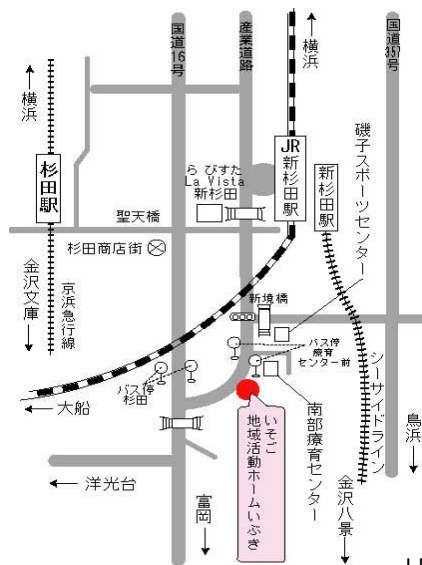 国道16号
産業道路
国道357号
↑
横浜
↑
横浜
杉田駅
らびすた
La Vista
新杉田
JR
新杉田駅
新杉田駅
磯子スポーツセンター
聖天橋
杉田商店街
↓
金沢文庫
京浜急行線
新境橋
バス停
療育
センター前
バス停
杉田
←大船
シーサイドライン
鳥浜
↓
南部療育センター
いそご
地域活動ホームいぶき
←洋光台
富岡
↓
金沢八景
↓